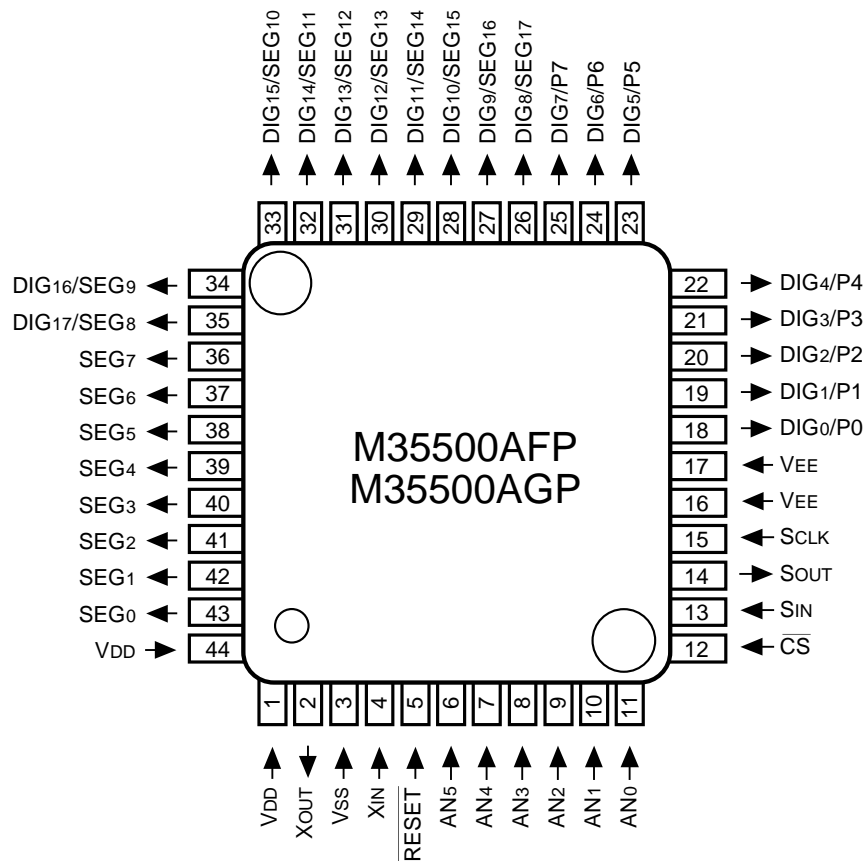 DIG15/SEG10
DIG14/SEG11
DIG13/SEG12
DIG12/SEG13
DIG11/SEG14
DIG10/SEG15
DIG9/SEG16
DIG8/SEG17
DIG7/P7
DIG6/P6
DIG5/P5
33
32
31
30
29
28
27
26
25
24
23
DIG16/SEG9 34
DIG17/SEG8 35
SEG7 36
SEG6 37
SEG5 38
SEG4 39
SEG3 40
SEG2 41
SEG1 42
SEG0 43
VDD 44
M35500AFP
M35500AGP
22 DIG4/P4
21 DIG3/P3
20 DIG2/P2
19 DIG1/P1
18 DIG0/P0
17 VEE
16 VEE
15 SCLK
14 SOUT
13 SIN
12 CS
1
2
3
4
5
6
7
8
9
10
11
VDD
XOUT
VSS
XIN
RESET
AN5
AN4
AN3
AN2
AN1
AN0